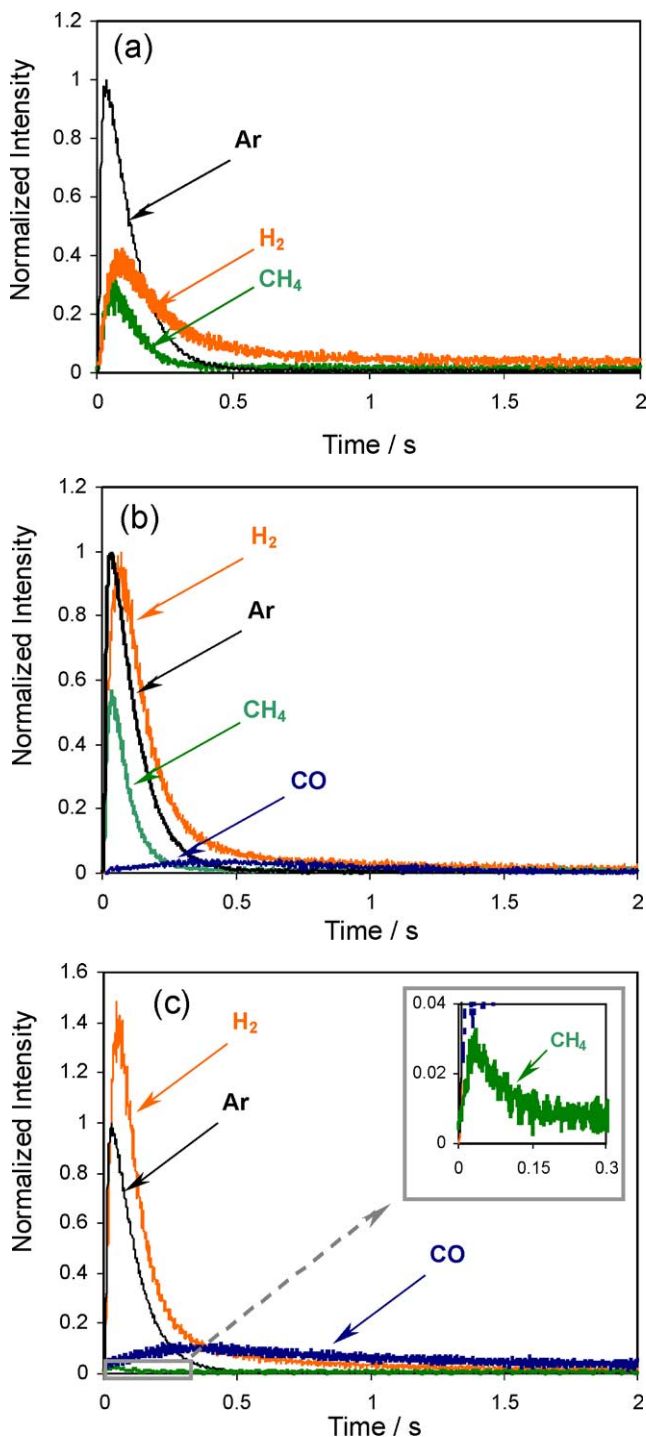 (a)
Normalized Intensity
1.2
1
0.8
0.6
0.4
0.2
0
Ar
H₂
CH₄
0 0.5 1 1.5 2
Time / s
(b)
Normalized Intensity
1.2
1
0.8
0.6
0.4
0.2
0
H₂
Ar
CH₄
CO
0 0.5 1 1.5 2
Time / s
(c)
Normalized Intensity
1.6
1.4
1.2
1
0.8
0.6
0.4
0.2
0
H₂
Ar
CO
0.04
0.02
0
CH₄
0 0.15 0.3
0 0.5 1 1.5 2
Time / s